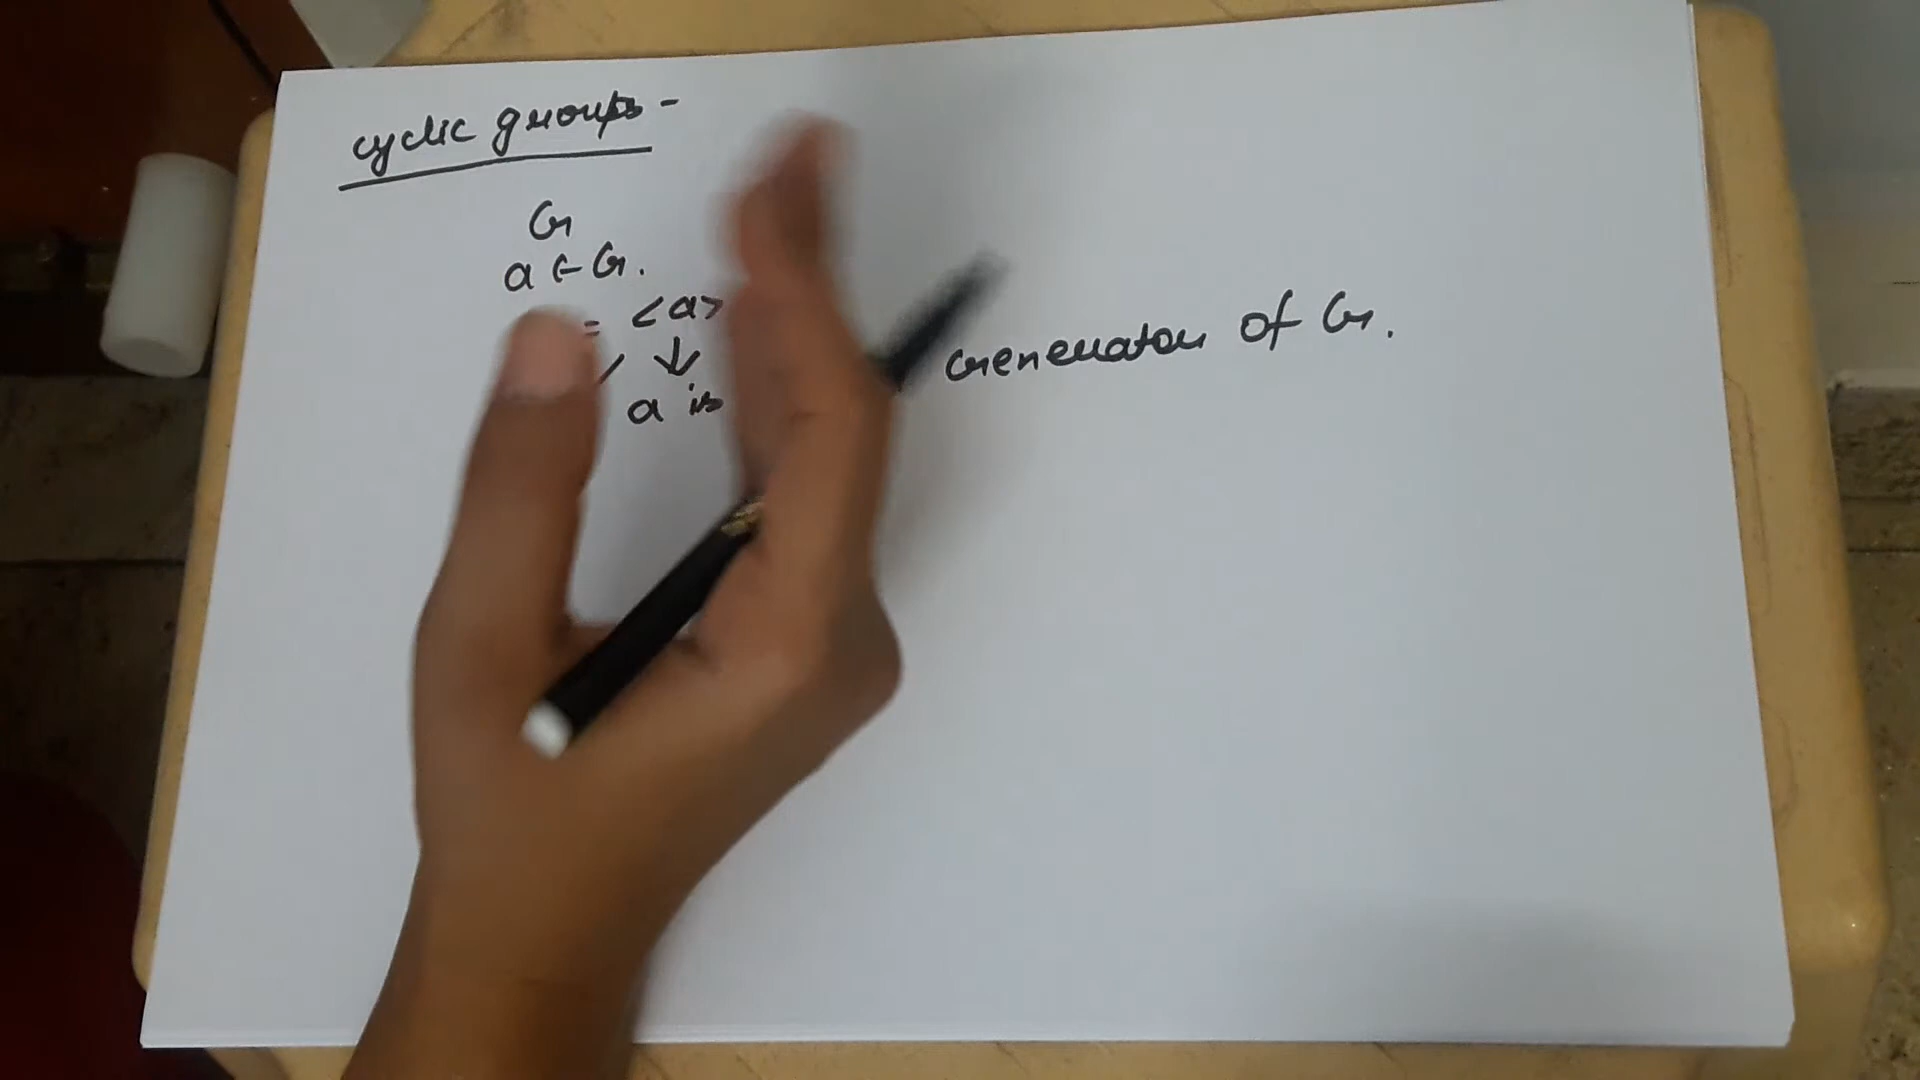 cyclic groups -
G
a ∈ G.
= <a>
a is Generator of G.